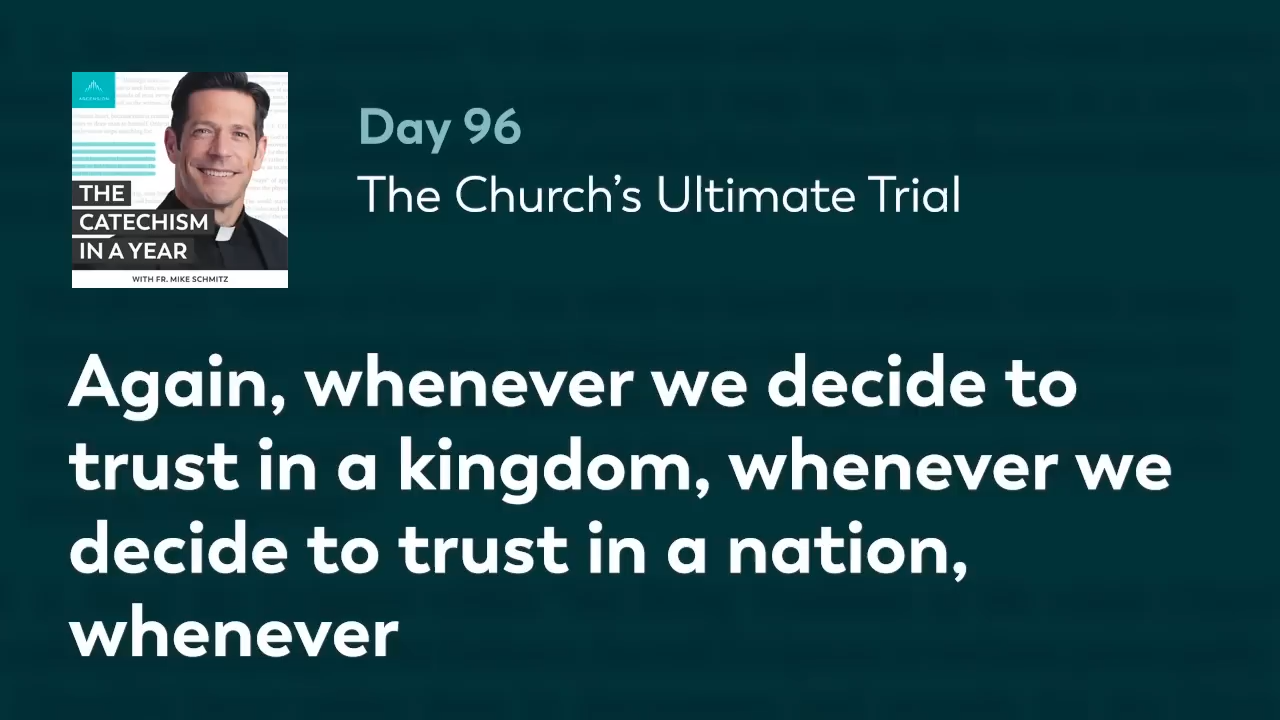 ASCENSION
THE
CATECHISM
IN A YEAR
WITH FR. MIKE SCHMITZ
Day 96
The Church’s Ultimate Trial
Again, whenever we decide to
trust in a kingdom, whenever we
decide to trust in a nation,
whenever